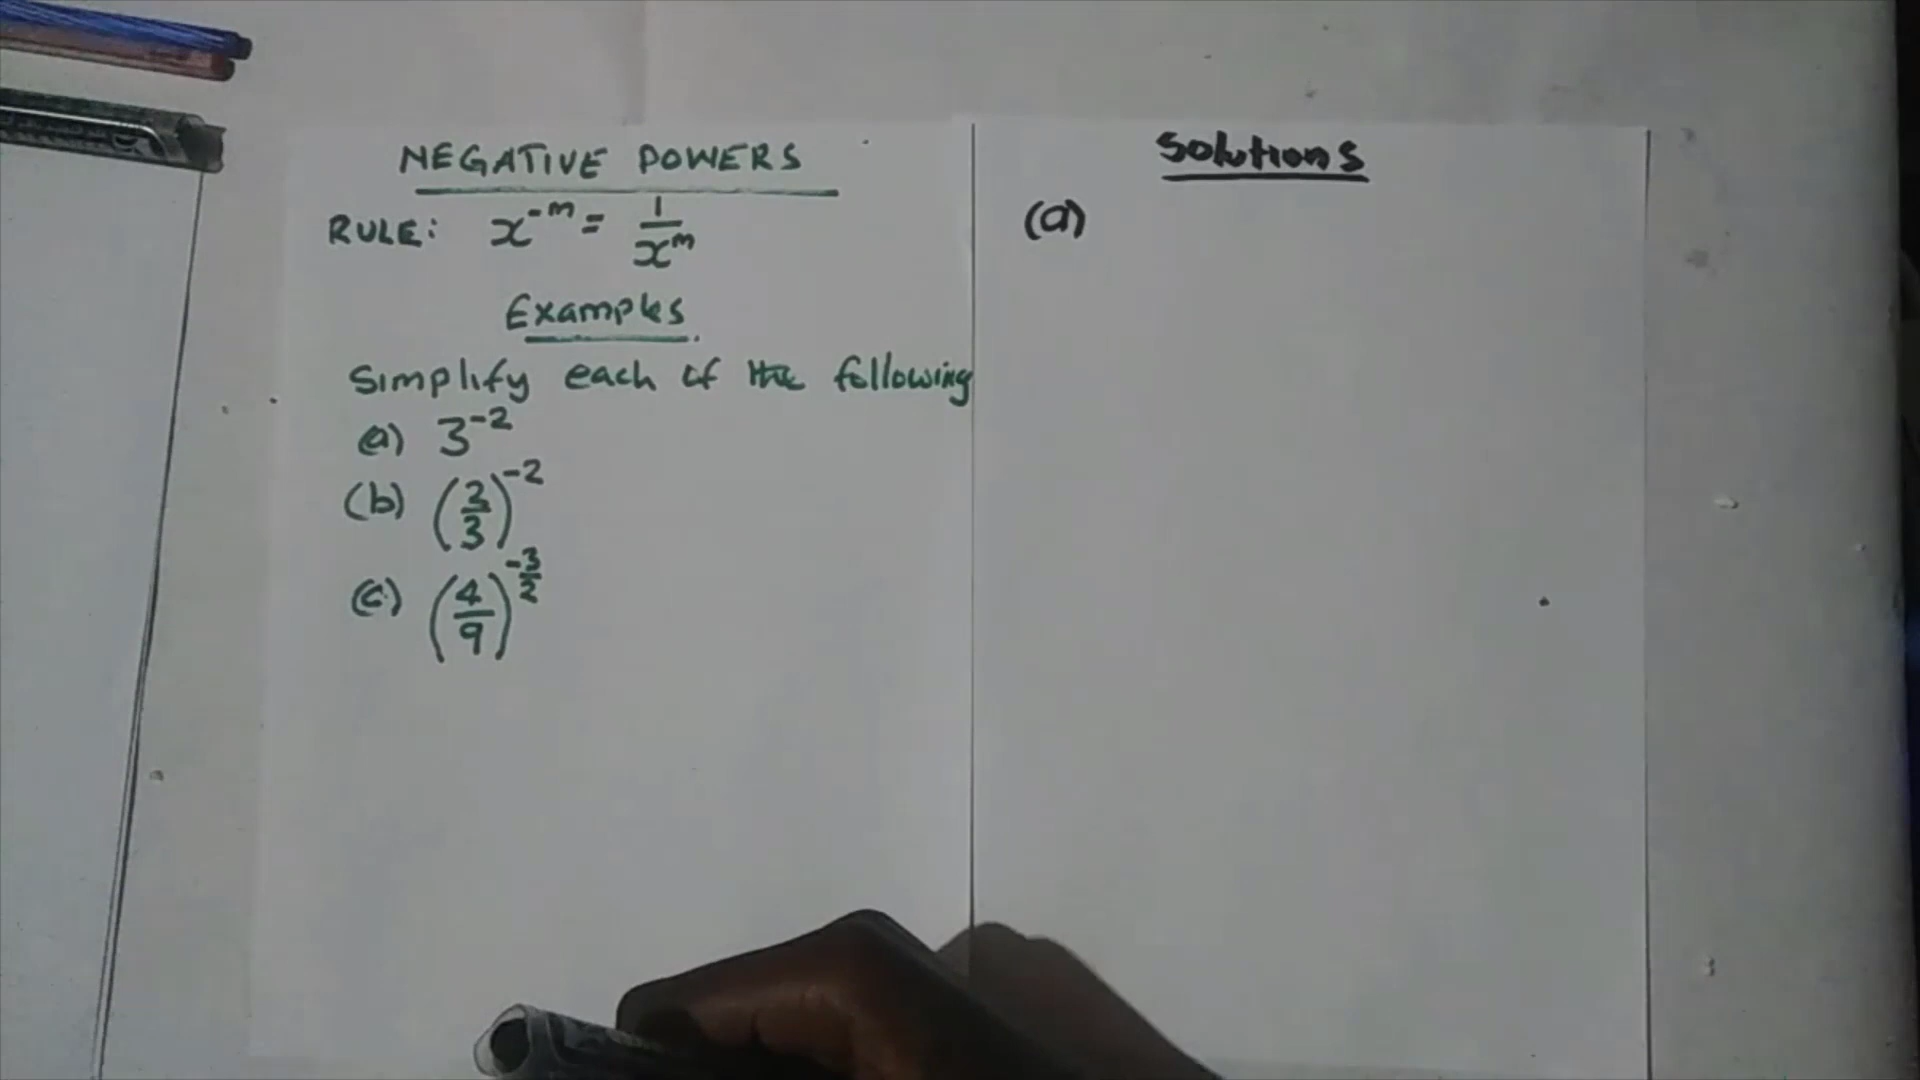 NEGATIVE POWERS
RULE: x^-m = 1/x^m
Examples.
Simplify each of the following
(a) 3^-2
(b) (2/3)^-2
(c) (4/9)^-3/2
Solutions
(a)